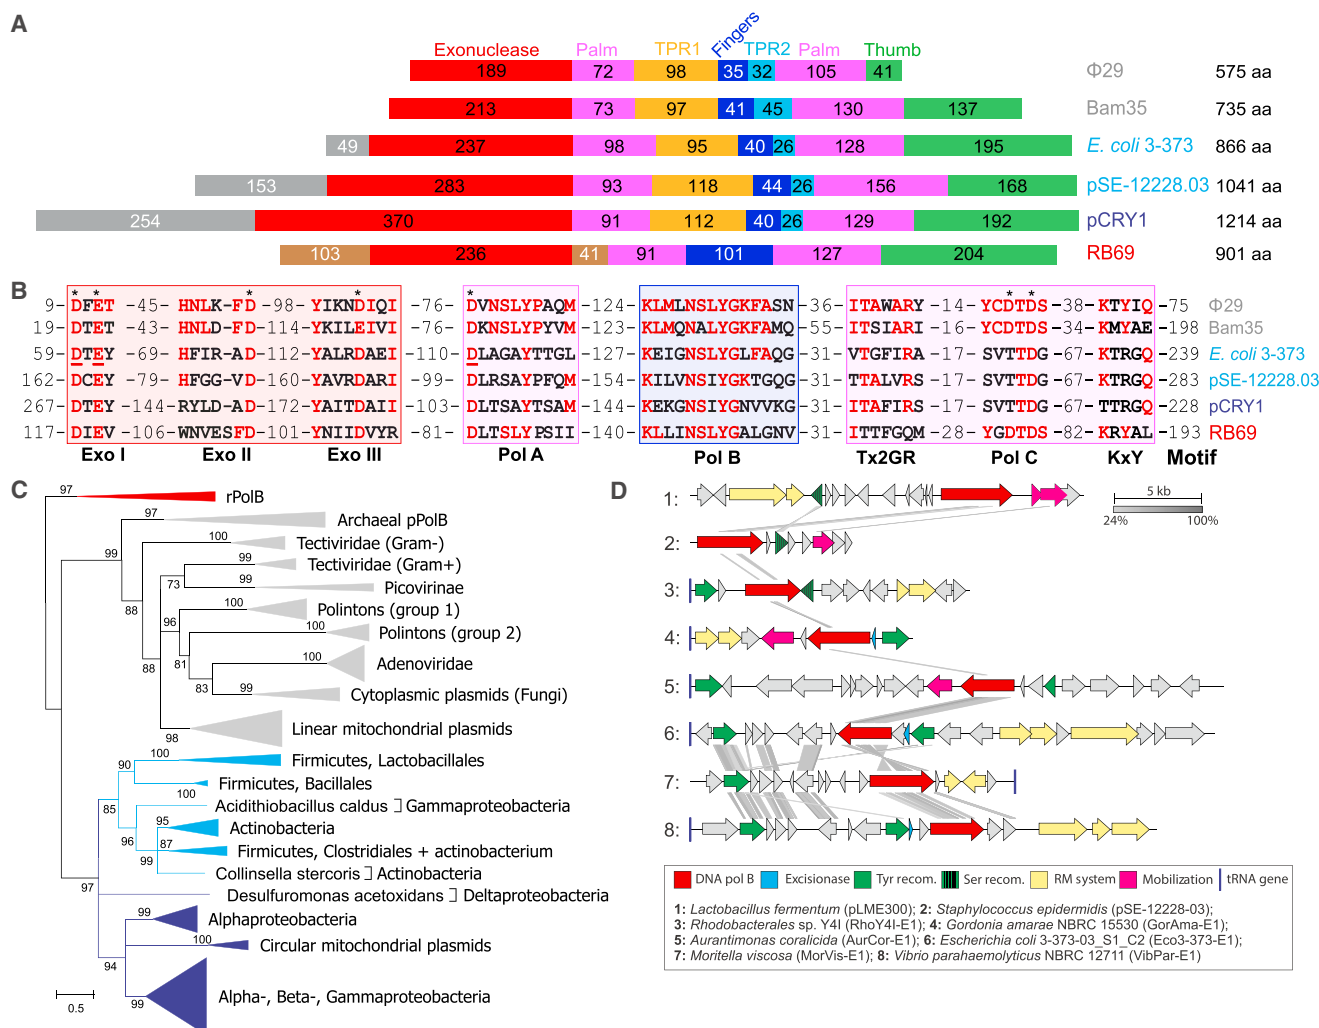 A
Exonuclease Palm TPR1 Fingers TPR2 Palm Thumb
189 72 98 35 32 105 41 Φ29 575 aa
213 73 97 41 45 130 137 Bam35 735 aa
49 237 98 95 40 26 128 195 E. coli 3-373 866 aa
153 283 93 118 44 26 156 168 pSE-12228.03 1041 aa
254 370 91 112 40 26 129 192 pCRY1 1214 aa
103 236 41 91 101 127 204 RB69 901 aa
B
* * * * * * *
9- DFET -45- HNLK-FD -98- YIKNDIQI -76- DVNSLYPAQM -124- KLMLNSLYGKFASN -36- ITAWARY -14- YCDTDS -38- KTYIQ -75 Φ29
19- DTET -43- HNLD-FD -114- YKILEIVI -76- DKNSLYPYVM -123- KLMQNALYGKFAMQ -55- ITSIARI -16- YCDTDS -34- KMYAE -198 Bam35
59- DTEY -69- HFIR-AD -112- YALRDAEI -110- DLAGAYTTGL -127- KEIGNSLYGLFAQG -31- VTGFIRA -17- SVTTDG -67- KTRGQ -239 E. coli 3-373
162- DCEY -79- HFGG-VD -160- YAVRDARI -99- DLRSAYPFQM -154- KILVNSIYGKTGQG -31- TTALVRS -17- SVTTDG -67- KTRGQ -283 pSE-12228.03
267- DTEY -144- RYLD-AD -172- YAITDAII -103- DLTSAYTSAM -144- KEKGNSIYGNVVKG -31- ITAFIRS -17- SVTTDG -67- TTRGQ -228 pCRY1
117- DIEV -106- WNVESFD -101- YNIIDVYR -81- DLTSLYPSII -140- KLLINSLYGALGNV -31- ITTFGQM -28- YGDTDS -82- KRYAL -193 RB69
Exo I Exo II Exo III Pol A Pol B Tx2GR Pol C KxY Motif
C
97 rPolB
97 Archaeal pPolB
100 Tectiviridae (Gram-)
99
99 Tectiviridae (Gram+)
73
99 Picovirinae
88
100 Polintons (group 1)
96
100 Polintons (group 2)
81
100 Adenoviridae
88
83
99 Cytoplasmic plasmids (Fungi)
98 Linear mitochondrial plasmids
100 Firmicutes, Lactobacillales
90
100 Firmicutes, Bacillales
85
Acidithiobacillus caldus ] Gammaproteobacteria
95 Actinobacteria
96
87 Firmicutes, Clostridiales + actinobacterium
99
Collinsella stercoris ] Actinobacteria
97
Desulfuromonas acetoxidans ] Deltaproteobacteria
99 Alphaproteobacteria
100 Circular mitochondrial plasmids
94
99 Alpha-, Beta-, Gammaproteobacteria
0.5
D
1:
5 kb
24% 100%
2:
3:
4:
5:
6:
7:
8:
DNA pol B Excisionase Tyr recom. Ser recom. RM system Mobilization tRNA gene
1: Lactobacillus fermentum (pLME300); 2: Staphylococcus epidermidis (pSE-12228-03);
3: Rhodobacterales sp. Y4I (RhoY4I-E1); 4: Gordonia amarae NBRC 15530 (GorAma-E1);
5: Aurantimonas coralicida (AurCor-E1); 6: Escherichia coli 3-373-03_S1_C2 (Eco3-373-E1);
7: Moritella viscosa (MorVis-E1); 8: Vibrio parahaemolyticus NBRC 12711 (VibPar-E1)